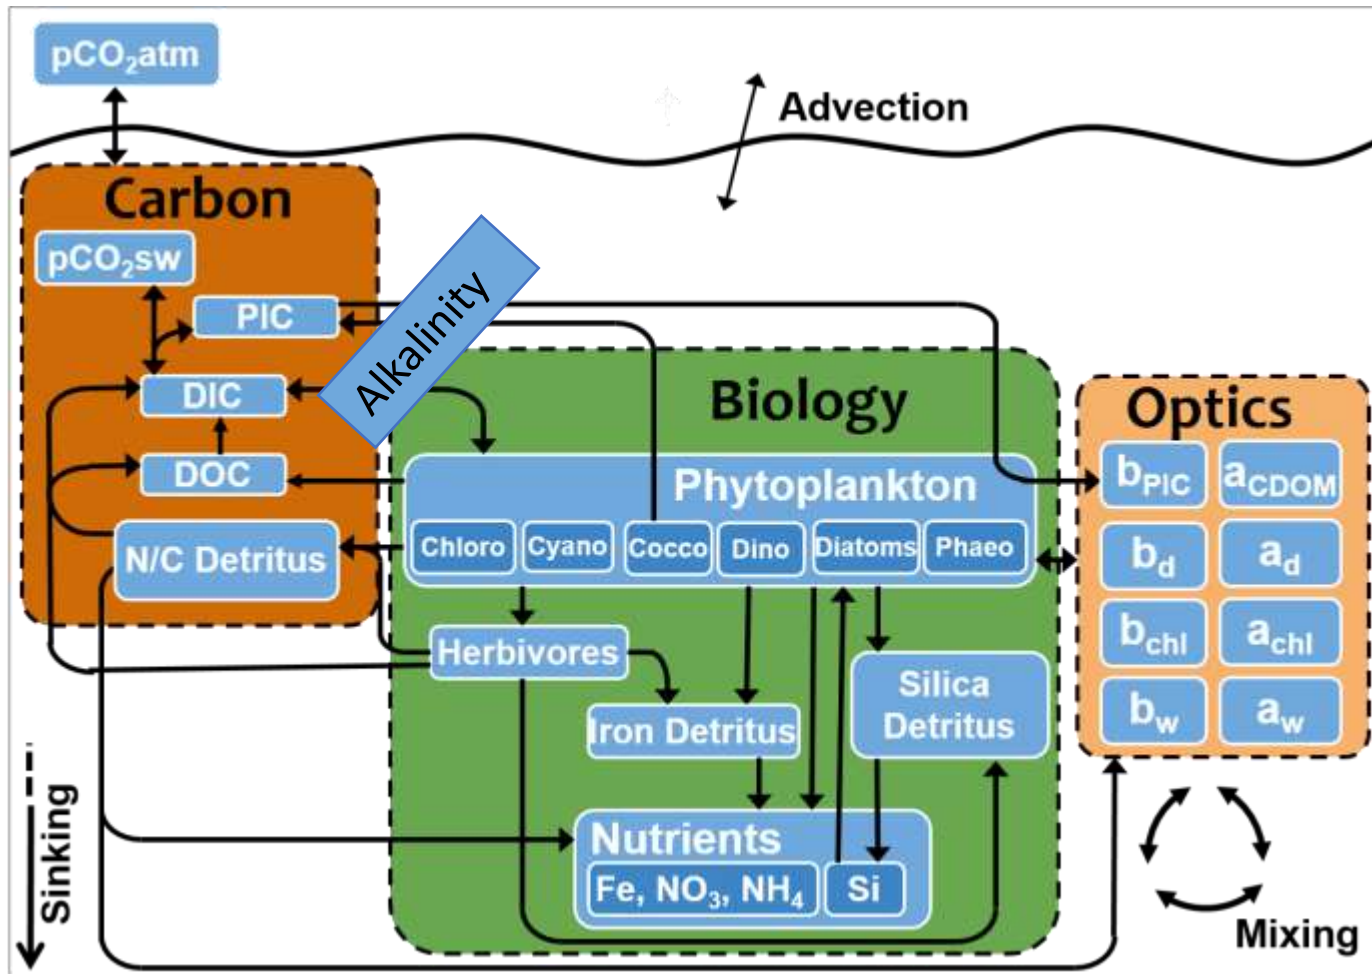 pCO₂atm
Advection
Carbon
pCO₂sw
PIC
Alkalinity
DIC
DOC
N/C Detritus
Biology
Phytoplankton
Chloro
Cyano
Cocco
Dino
Diatoms
Phaeo
Herbivores
Iron Detritus
Silica
Detritus
Nutrients
Fe, NO₃, NH₄
Si
Optics
bPIC
aCDOM
bd
ad
bchl
achl
bw
aw
Sinking
Mixing